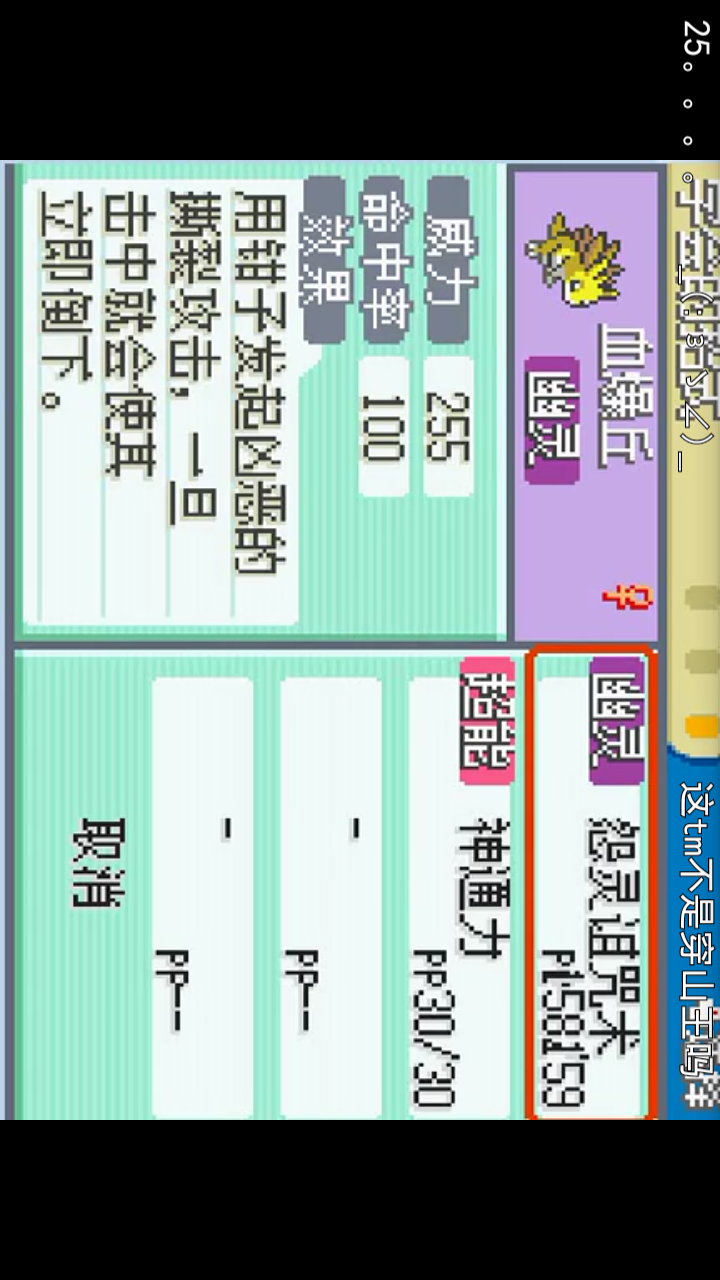 25。。。。
_(:3」∠)_
这tm不是穿山王吗
血爆丘
幽灵
威力 255
命中率 100
效果
用钳子发起凶恶的
撕裂攻击，一旦
击中就会使其
立即倒下。
幽灵 怨灵诅咒术
超能 神通力
PP30/30
-
PP--
-
PP--
取消